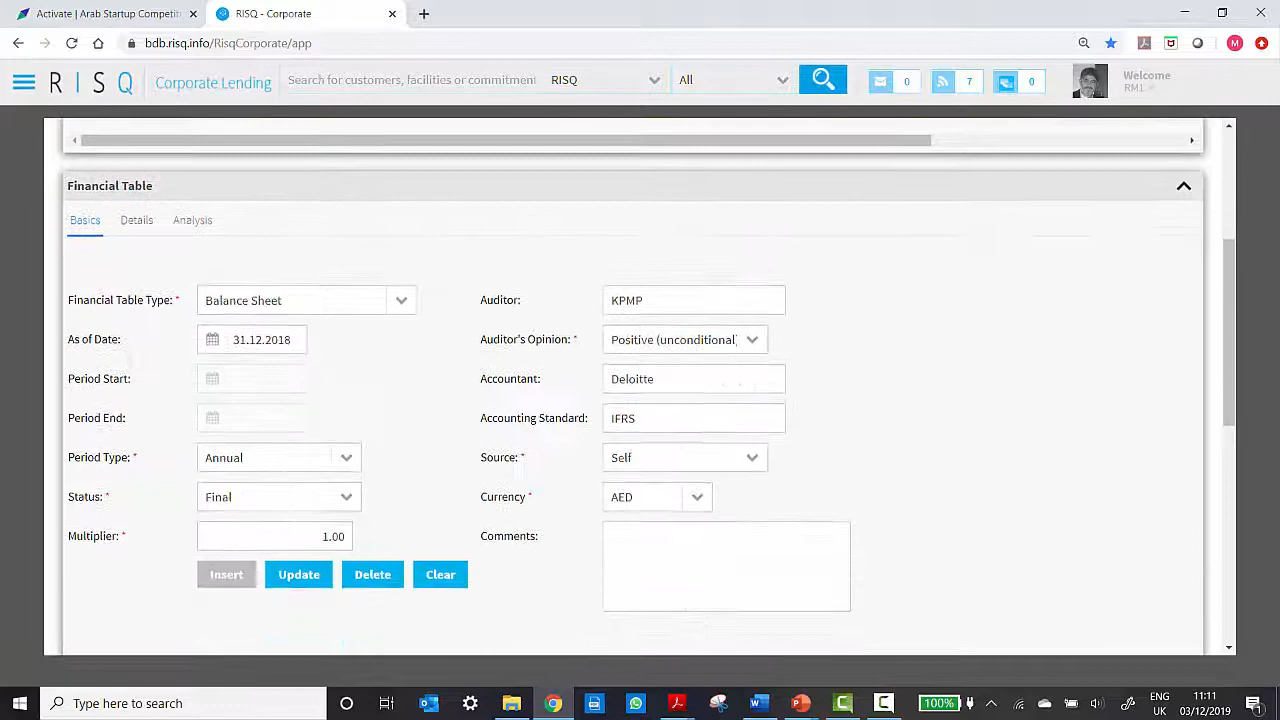 Activate | Arab Startup Competit
RISQ - Corporate
bdb.risq.info/RisqCorporate/app
RISQ Corporate Lending Search for customers, facilities or commitment RISQ All 0 7 0 Welcome
RM1
Financial Table
Basics Details Analysis
Financial Table Type: * Balance Sheet Auditor: KPMP
As of Date: 31.12.2018 Auditor's Opinion: * Positive (unconditional)
Period Start: Accountant: Deloitte
Period End: Accounting Standard: IFRS
Period Type: * Annual Source: * Self
Status: * Final Currency * AED
Multiplier: * 1.00 Comments:
Insert Update Delete Clear
Type here to search 100% ENG 11:11
UK 03/12/2019